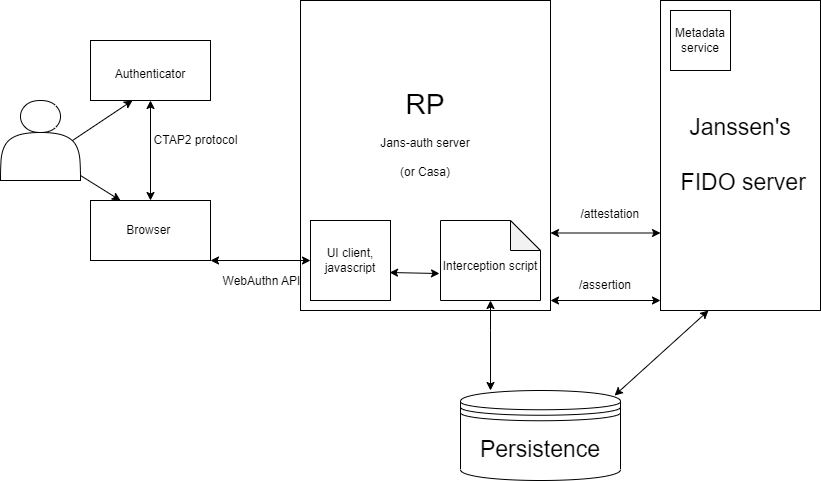 Authenticator
CTAP2 protocol
Browser
WebAuthn API
RP
Jans-auth server
(or Casa)
UI client,
javascript
Interception script
/attestation
/assertion
Metadata
service
Janssen's
FIDO server
Persistence